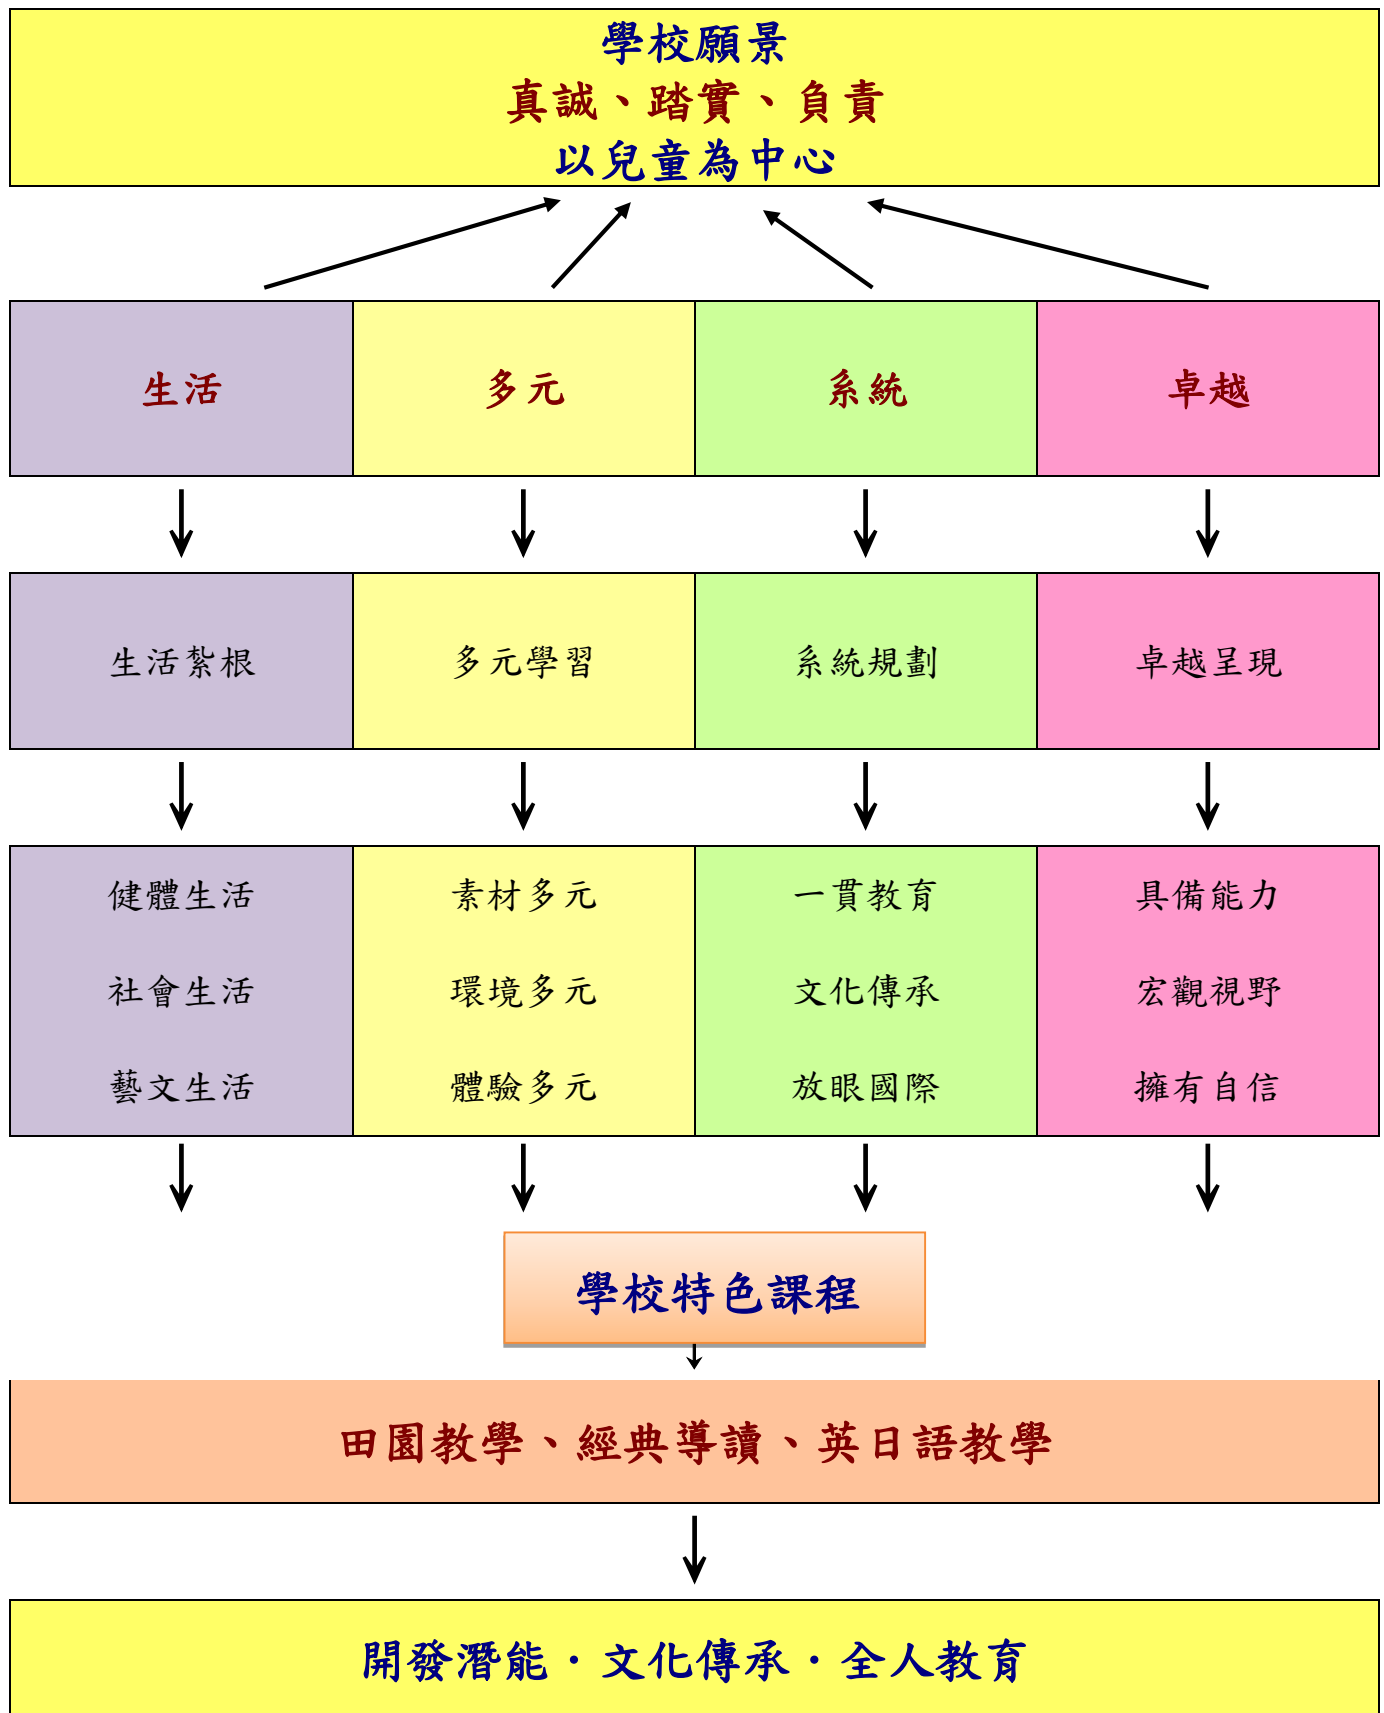 學校願景
真誠、踏實、負責
以兒童為中心
生活
多元
系統
卓越
生活紮根
多元學習
系統規劃
卓越呈現
健體生活
社會生活
藝文生活
素材多元
環境多元
體驗多元
一貫教育
文化傳承
放眼國際
具備能力
宏觀視野
擁有自信
學校特色課程
田園教學、經典導讀、英日語教學
開發潛能．文化傳承．全人教育